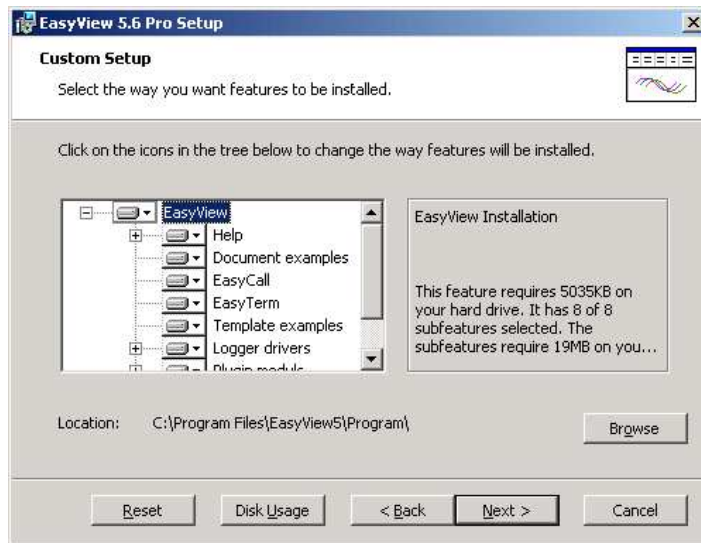 EasyView 5.6 Pro Setup
Custom Setup
Select the way you want features to be installed.
Click on the icons in the tree below to change the way features will be installed.
EasyView
Help
Document examples
EasyCall
EasyTerm
Template examples
Logger drivers
Plugin moduls
EasyView Installation
This feature requires 5035KB on
your hard drive. It has 8 of 8
subfeatures selected. The
subfeatures require 19MB on you...
Location: C:\Program Files\EasyView5\Program\
Browse
Reset
Disk Usage
< Back
Next >
Cancel